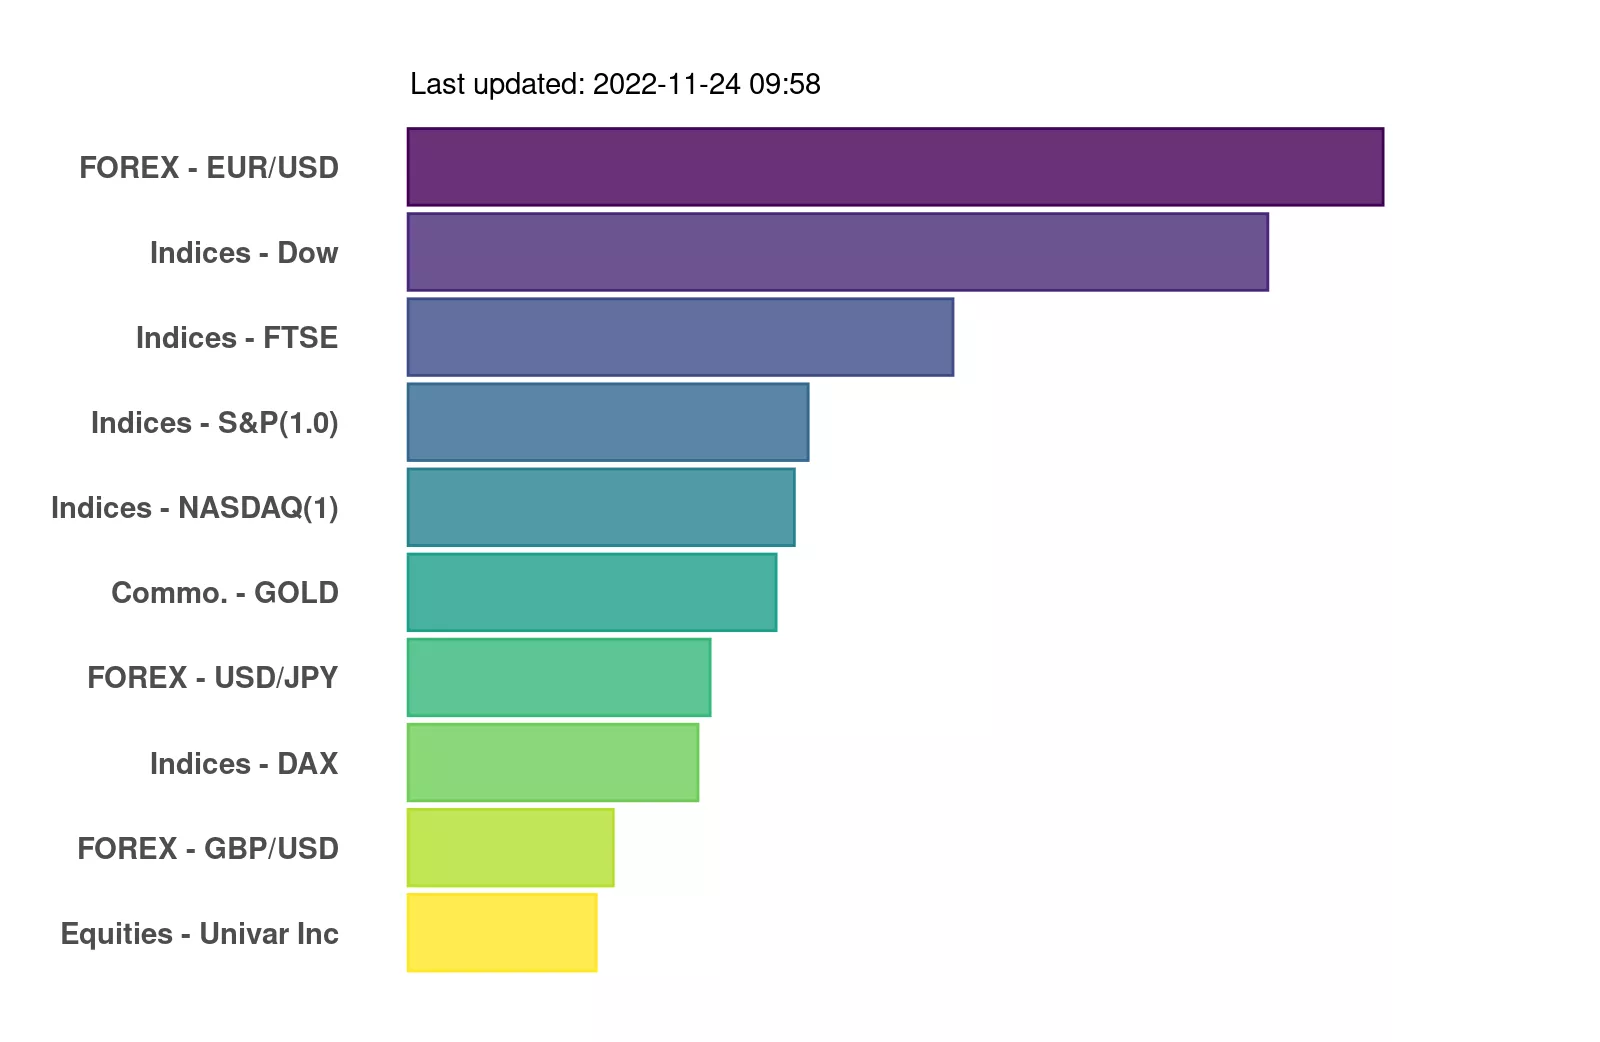 Last updated: 2022-11-24 09:58
FOREX - EUR/USD
Indices - Dow
Indices - FTSE
Indices - S&P(1.0)
Indices - NASDAQ(1)
Commo. - GOLD
FOREX - USD/JPY
Indices - DAX
FOREX - GBP/USD
Equities - Univar Inc